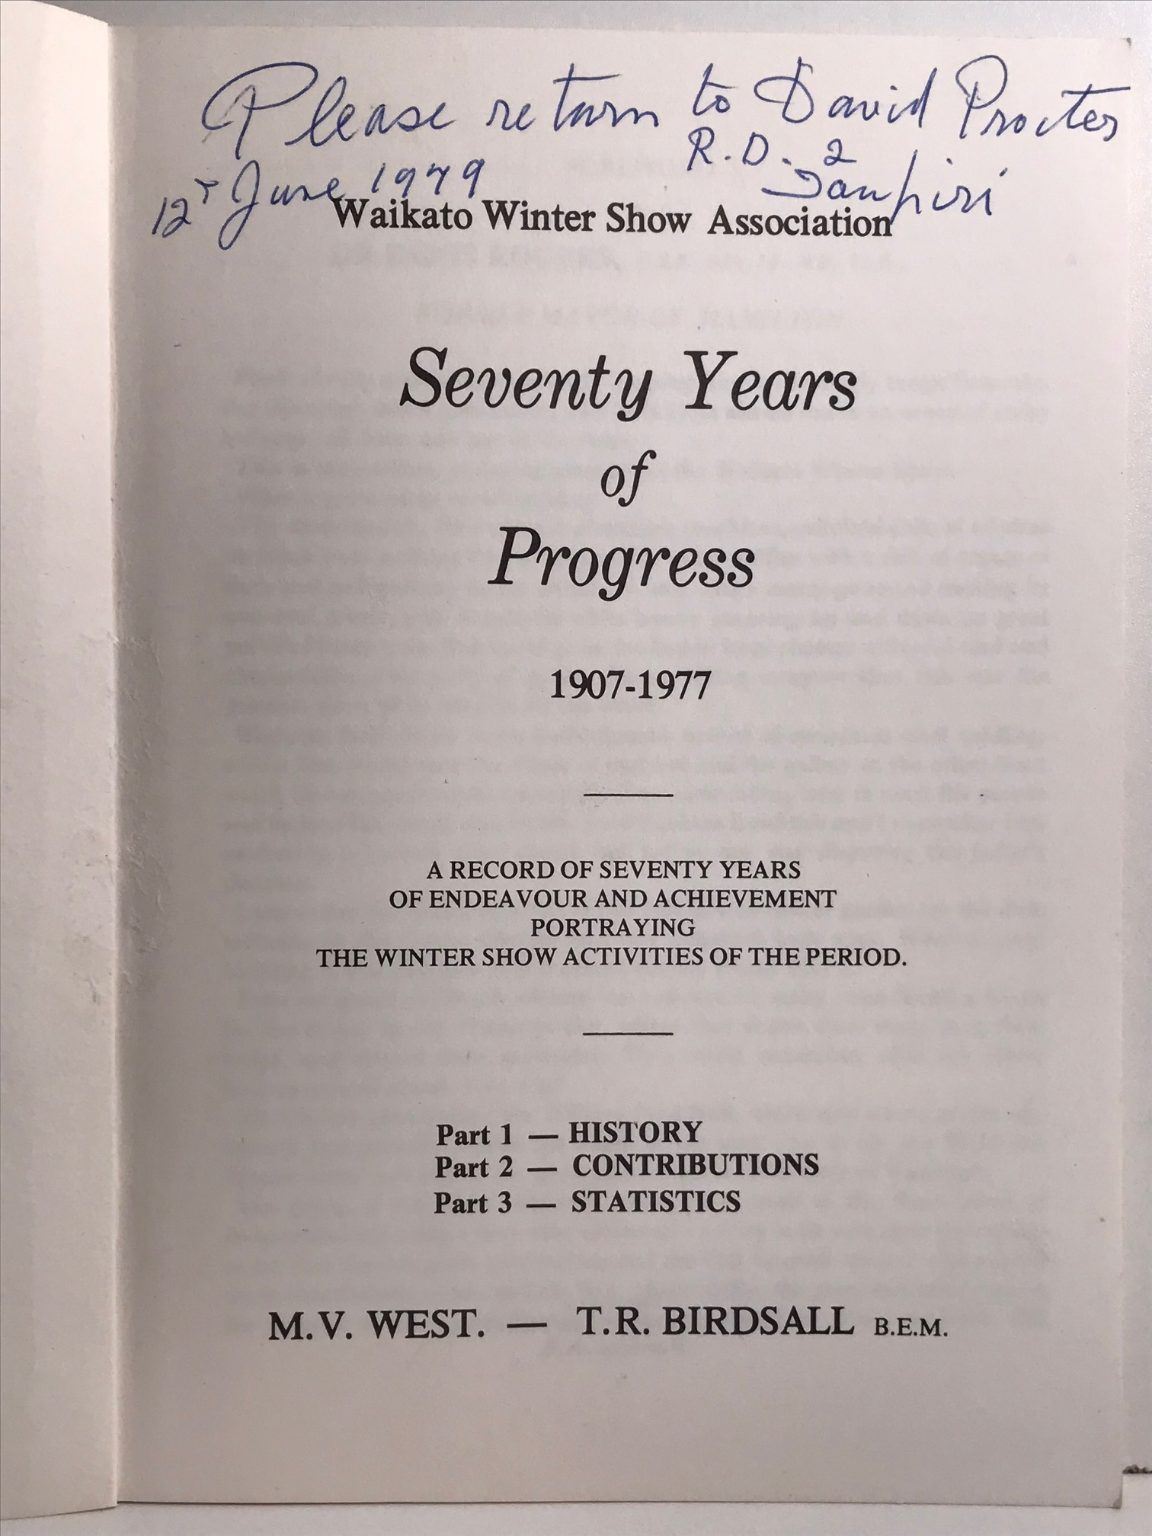 Please return to David Procter
R.D. 2
Taupiri
12th June 1979
Waikato Winter Show Association
Seventy Years
of
Progress
1907-1977
A RECORD OF SEVENTY YEARS
OF ENDEAVOUR AND ACHIEVEMENT
PORTRAYING
THE WINTER SHOW ACTIVITIES OF THE PERIOD.
Part 1 — HISTORY
Part 2 — CONTRIBUTIONS
Part 3 — STATISTICS
M.V. WEST. — T.R. BIRDSALL B.E.M.